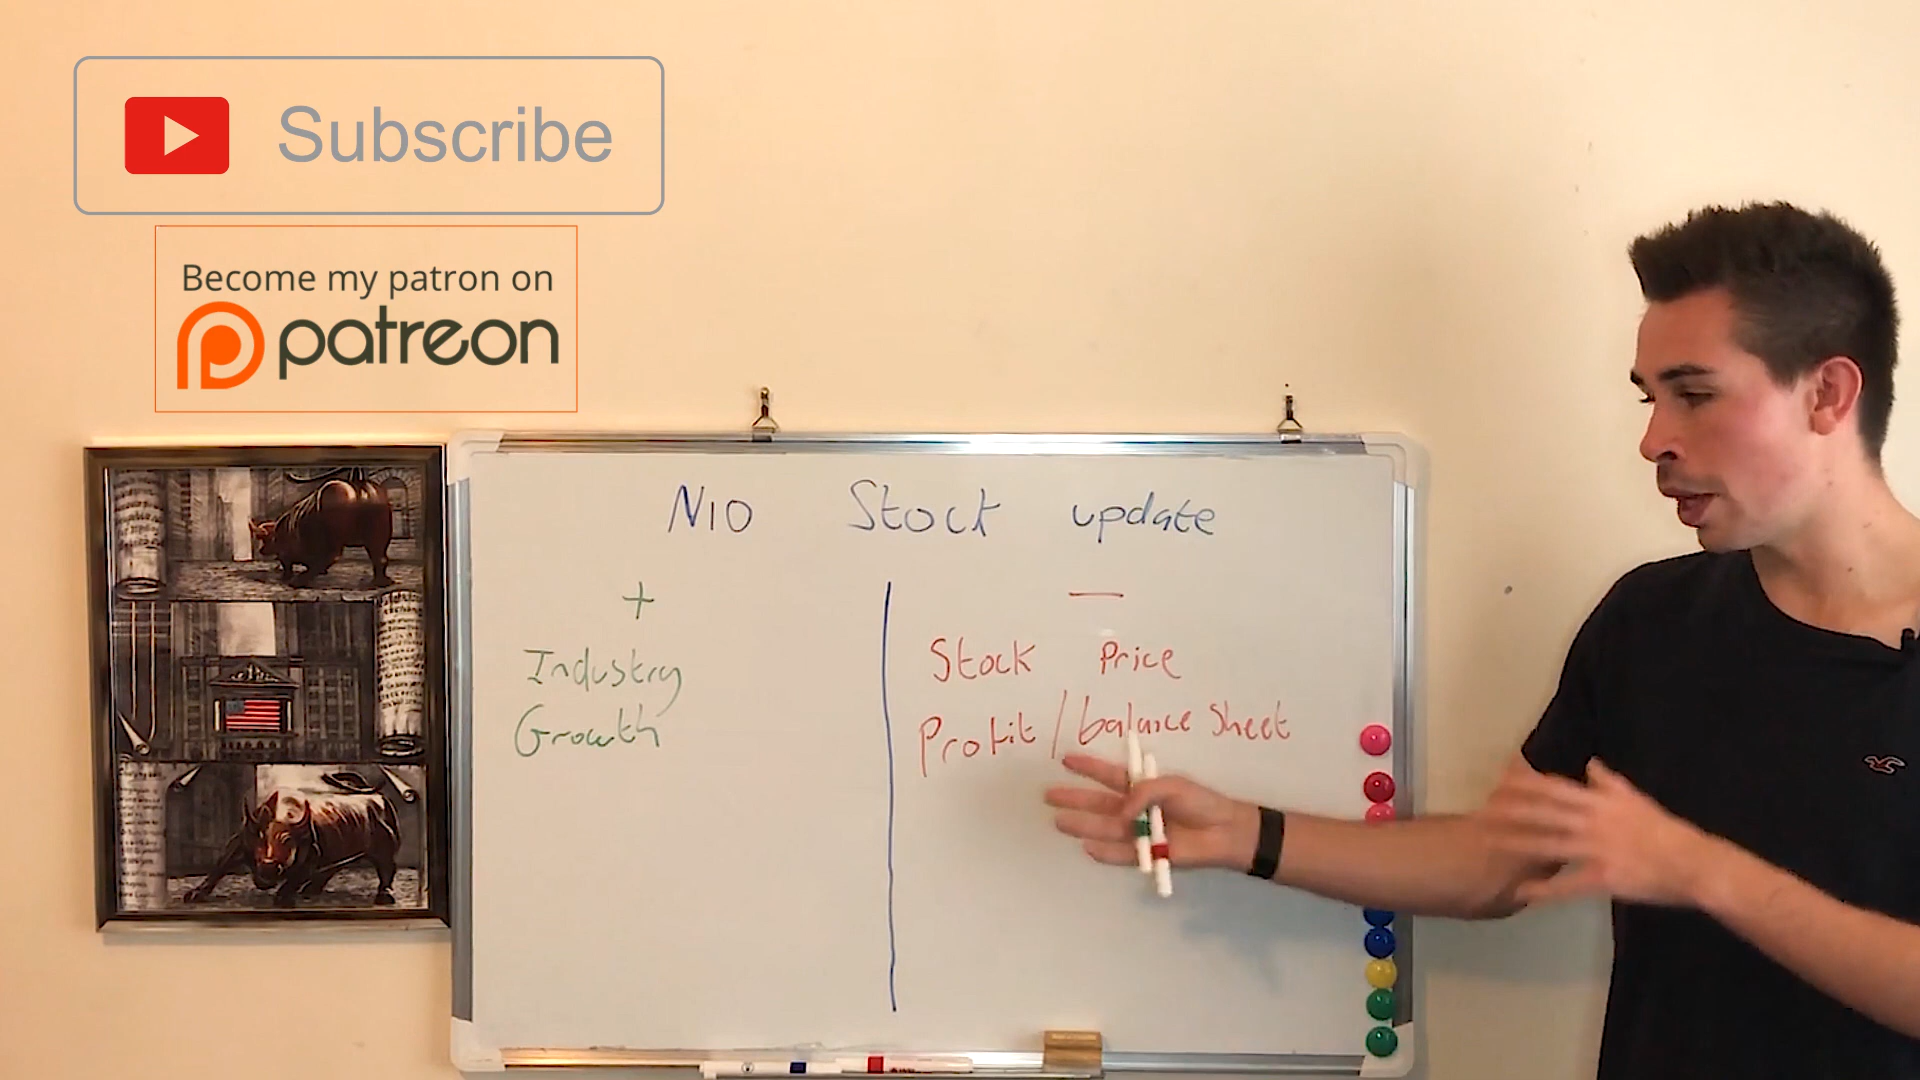 Subscribe
Become my patron on
patreon
NIO Stock update
+
—
Industry
Growth
Stock Price
Profit / balance sheet